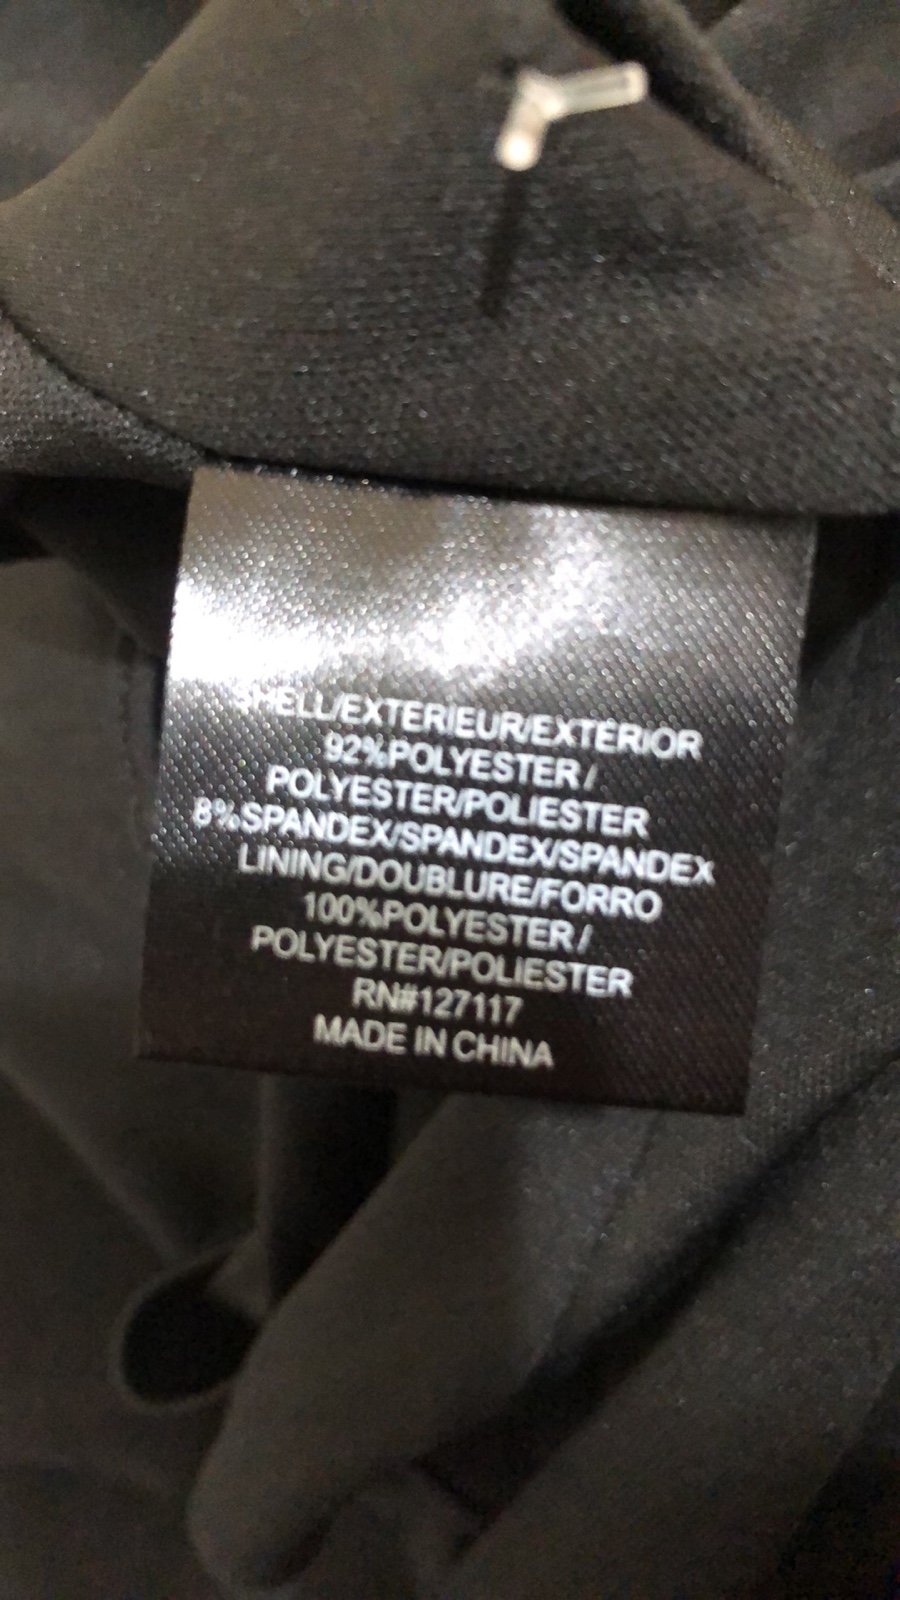 SHELL/EXTERIEUR/EXTERIOR
92%POLYESTER /
POLYESTER/POLIESTER
8%SPANDEX/SPANDEX/SPANDEX
LINING/DOUBLURE/FORRO
100%POLYESTER /
POLYESTER/POLIESTER
RN#127117
MADE IN CHINA